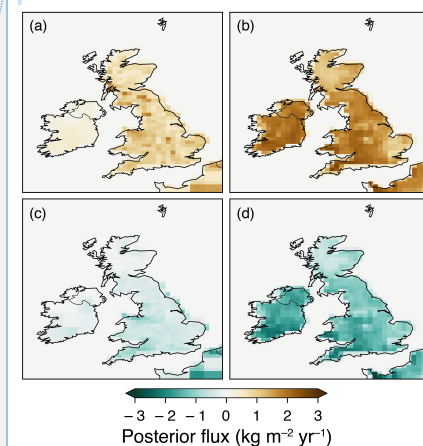 (a) (b)
(c) (d)
− 3 − 2 − 1 0 1 2 3
Posterior flux (kg m⁻² yr⁻¹)